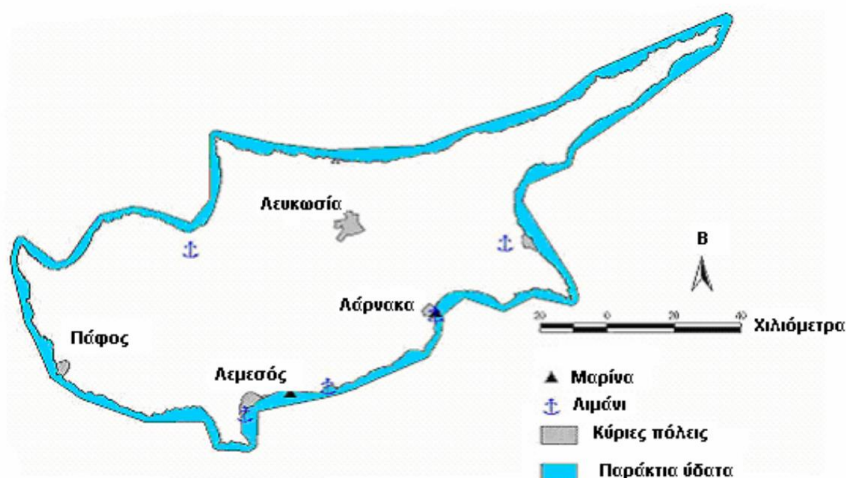 Λευκωσία
Β
Λάρνακα
20 0 20 40 Χιλιόμετρα
Πάφος
Λεμεσός
Μαρίνα
Λιμάνι
Κύριες πόλεις
Παράκτια ύδατα